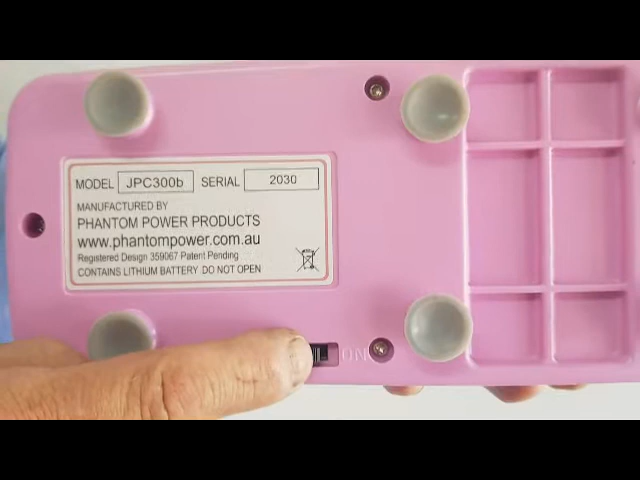 MODEL JPC300b SERIAL 2030
MANUFACTURED BY
PHANTOM POWER PRODUCTS
www.phantompower.com.au
Registered Design 359067 Patent Pending
CONTAINS LITHIUM BATTERY DO NOT OPEN
ON